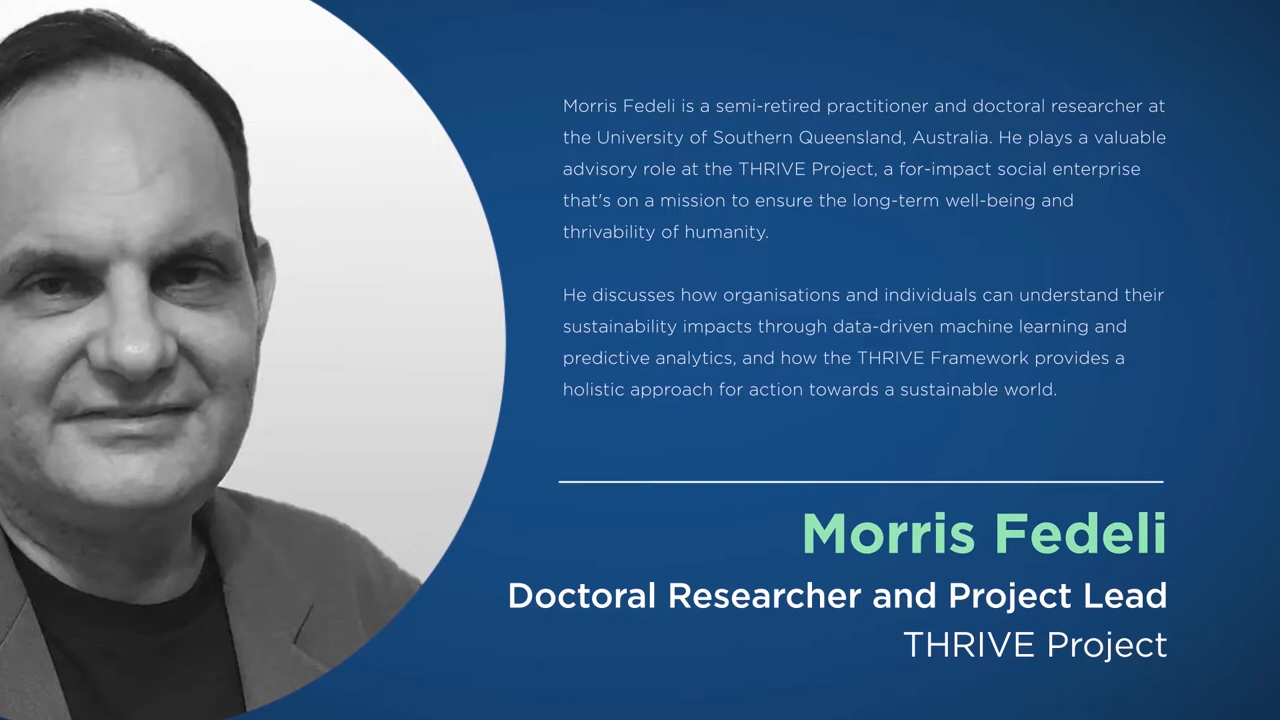 Morris Fedeli is a semi-retired practitioner and doctoral researcher at
the University of Southern Queensland, Australia. He plays a valuable
advisory role at the THRIVE Project, a for-impact social enterprise
that's on a mission to ensure the long-term well-being and
thrivability of humanity.
He discusses how organisations and individuals can understand their
sustainability impacts through data-driven machine learning and
predictive analytics, and how the THRIVE Framework provides a
holistic approach for action towards a sustainable world.
Morris Fedeli
Doctoral Researcher and Project Lead
THRIVE Project